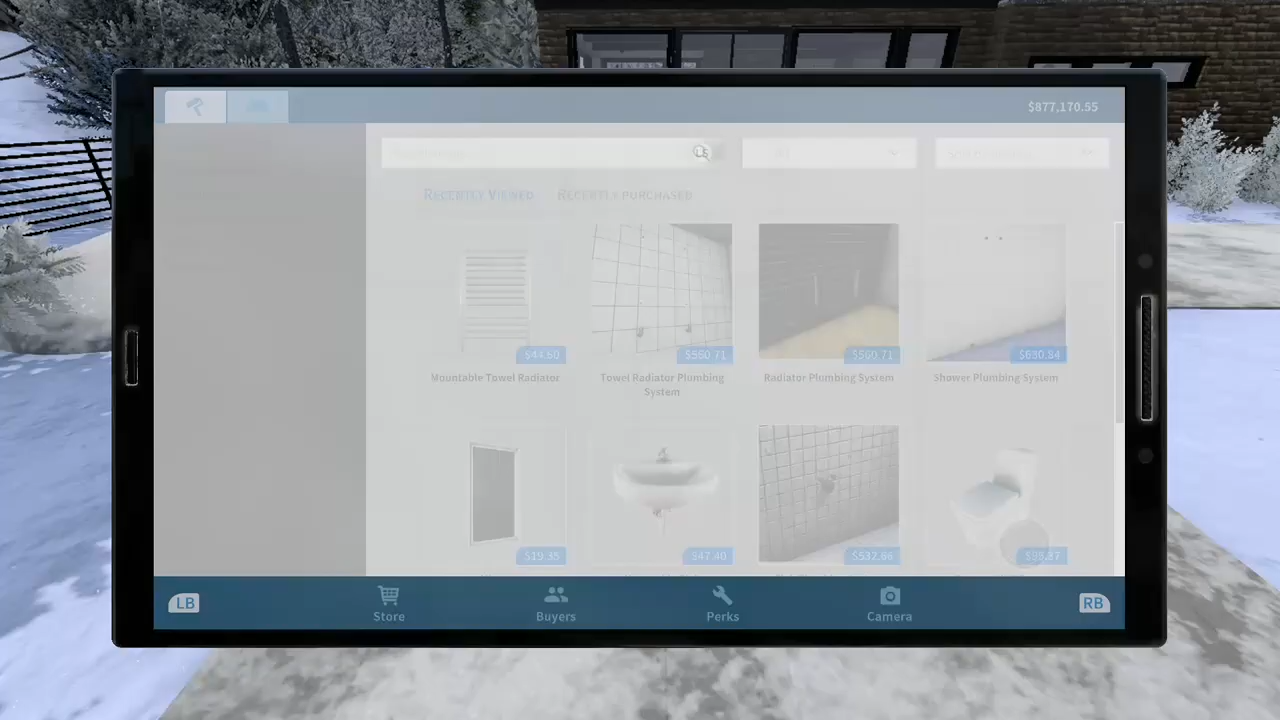 $877,170.55
Recently Viewed Recently purchased
$44.60 $560.71 $560.71 $630.84
Mountable Towel Radiator Towel Radiator Plumbing Radiator Plumbing System Shower Plumbing System
System
$19.35 $47.40 $532.66
LB Store Buyers Perks Camera RB